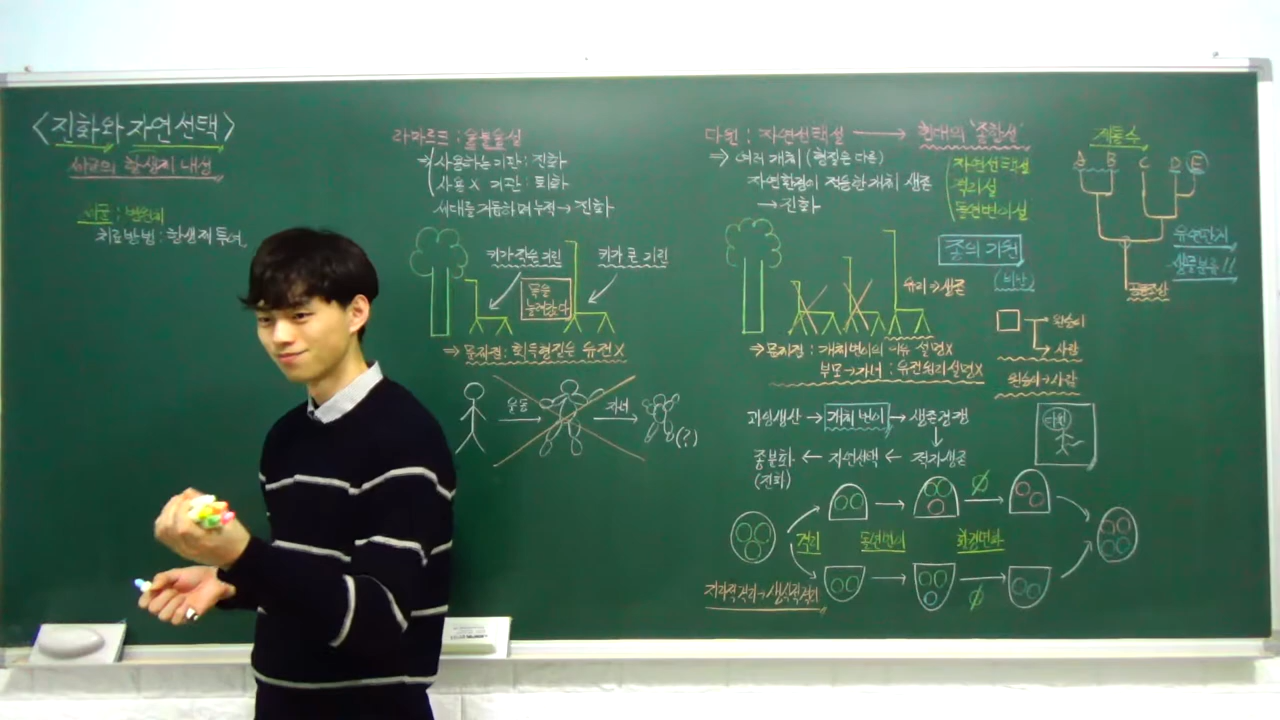 <진화와 자연선택>
세균의 항생제 내성
세균 : 병원체
치료방법 : 항생제 투여
라마르크 : 용불용설
⇒ 사용하는 기관 : 진화
사용 X 기관 : 퇴화
세대를 거듭하며 누적 → 진화
키가 작은 기린
키가 큰 기린
목을
늘려갔다
⇒ 문제점 : 획득형질은 유전X
운동
자녀
(?)
다윈 : 자연선택설 → 현대의 '종합설'
⇒ 여러 개체 (형질은 다른)
자연환경에 적응한 개체 생존
→ 진화
자연선택설
격리설
돌연변이설
종의 기원
(비난)
유리 → 생존
⇒ 문제점 : 개체변이의 이유 설명X
부모→자녀 : 유전원리 설명X
과잉생산 → 개체변이 → 생존경쟁
종분화 ← 자연선택 ← 적자생존
(진화)
격리
돌연변이
환경변화
지리적격리→생식적격리
계통수
A B C D E
유연관계
생물분류!!
공통조상
원숭이
사람
원숭이→사람
다윈